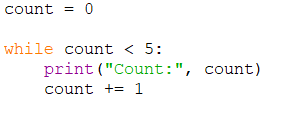 count = 0
while count < 5:
    print("Count:", count)
    count += 1